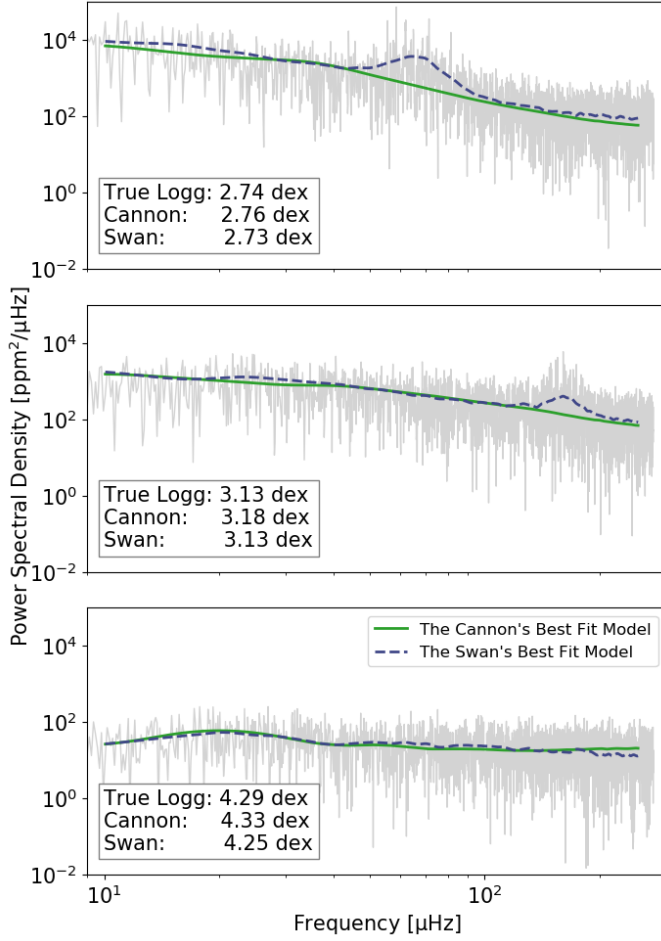 10⁴
10²
10⁰
10⁻²
True Logg: 2.74 dex
Cannon: 2.76 dex
Swan: 2.73 dex
Power Spectral Density [ppm²/μHz]
10⁴
10²
10⁰
10⁻²
True Logg: 3.13 dex
Cannon: 3.18 dex
Swan: 3.13 dex
The Cannon's Best Fit Model
The Swan's Best Fit Model
10⁴
10²
10⁰
10⁻²
True Logg: 4.29 dex
Cannon: 4.33 dex
Swan: 4.25 dex
10¹
10²
Frequency [μHz]